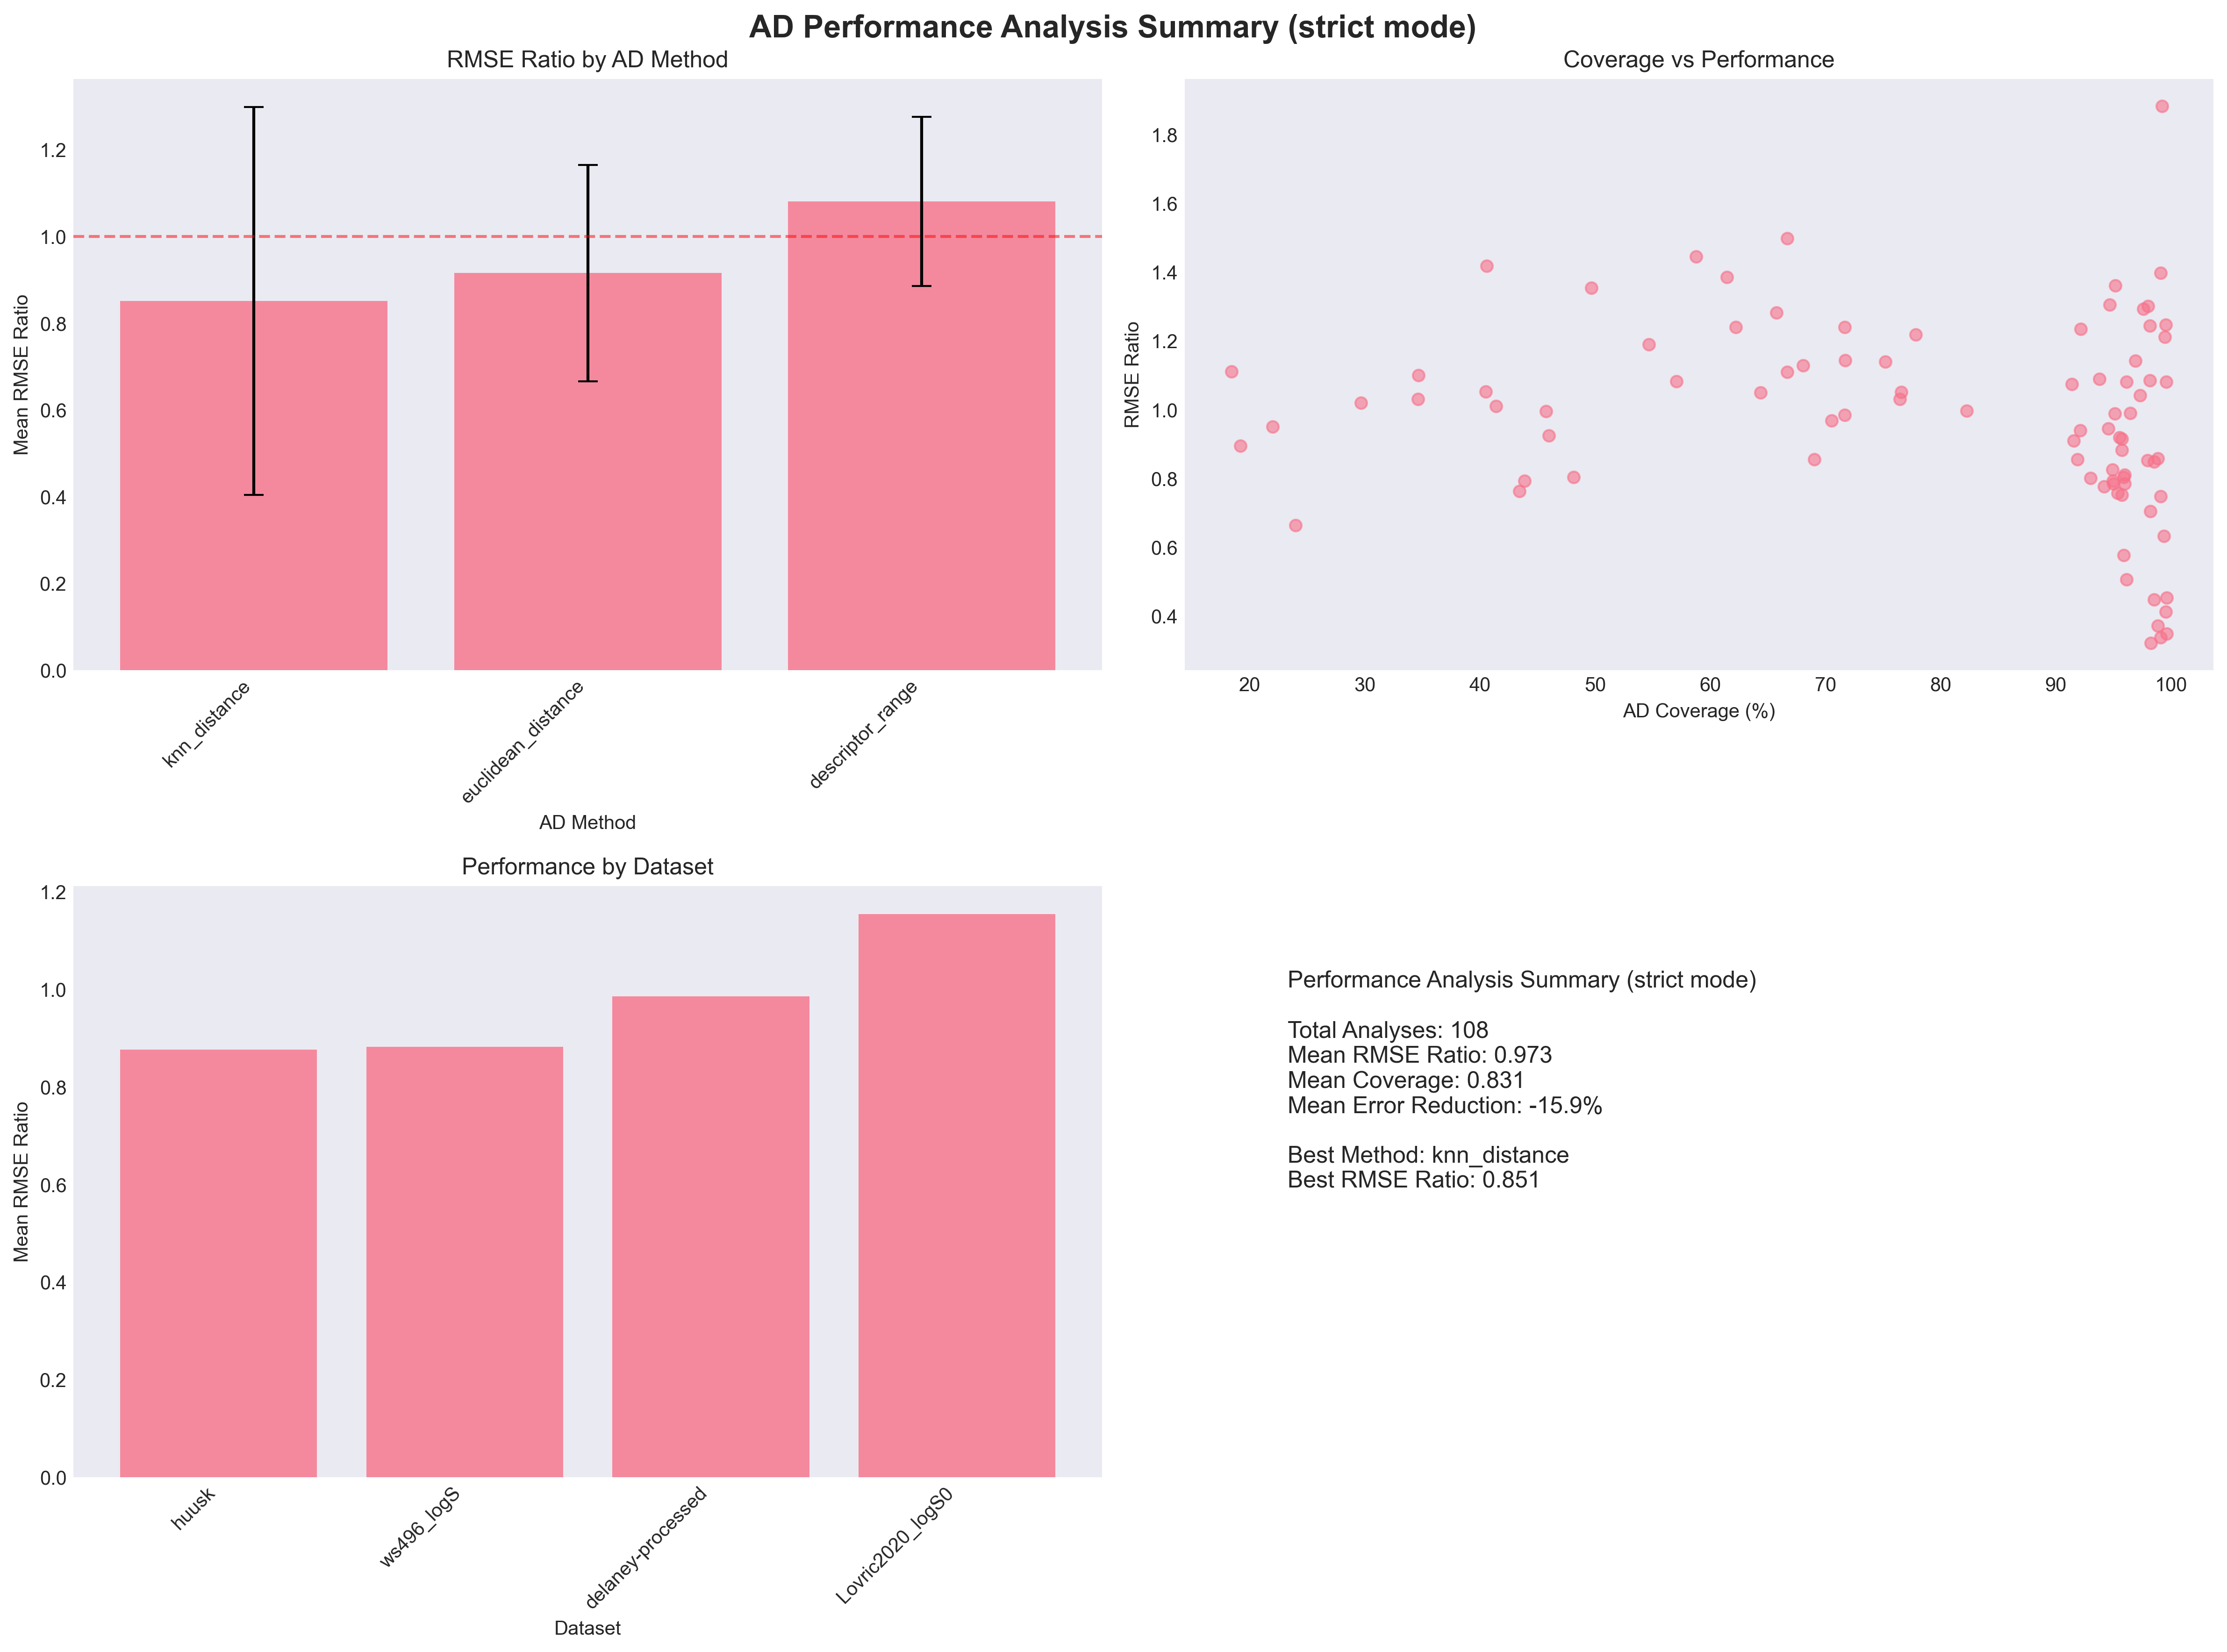 AD Performance Analysis Summary (strict mode)
RMSE Ratio by AD Method
Mean RMSE Ratio
1.2
1.0
0.8
0.6
0.4
0.2
0.0
knn_distance
euclidean_distance
descriptor_range
AD Method
Coverage vs Performance
RMSE Ratio
1.8
1.6
1.4
1.2
1.0
0.8
0.6
0.4
20 30 40 50 60 70 80 90 100
AD Coverage (%)
Performance by Dataset
Mean RMSE Ratio
1.2
1.0
0.8
0.6
0.4
0.2
0.0
huusk
ws496_logS
delaney-processed
Lovric2020_logS0
Dataset
Performance Analysis Summary (strict mode)
Total Analyses: 108
Mean RMSE Ratio: 0.973
Mean Coverage: 0.831
Mean Error Reduction: -15.9%
Best Method: knn_distance
Best RMSE Ratio: 0.851